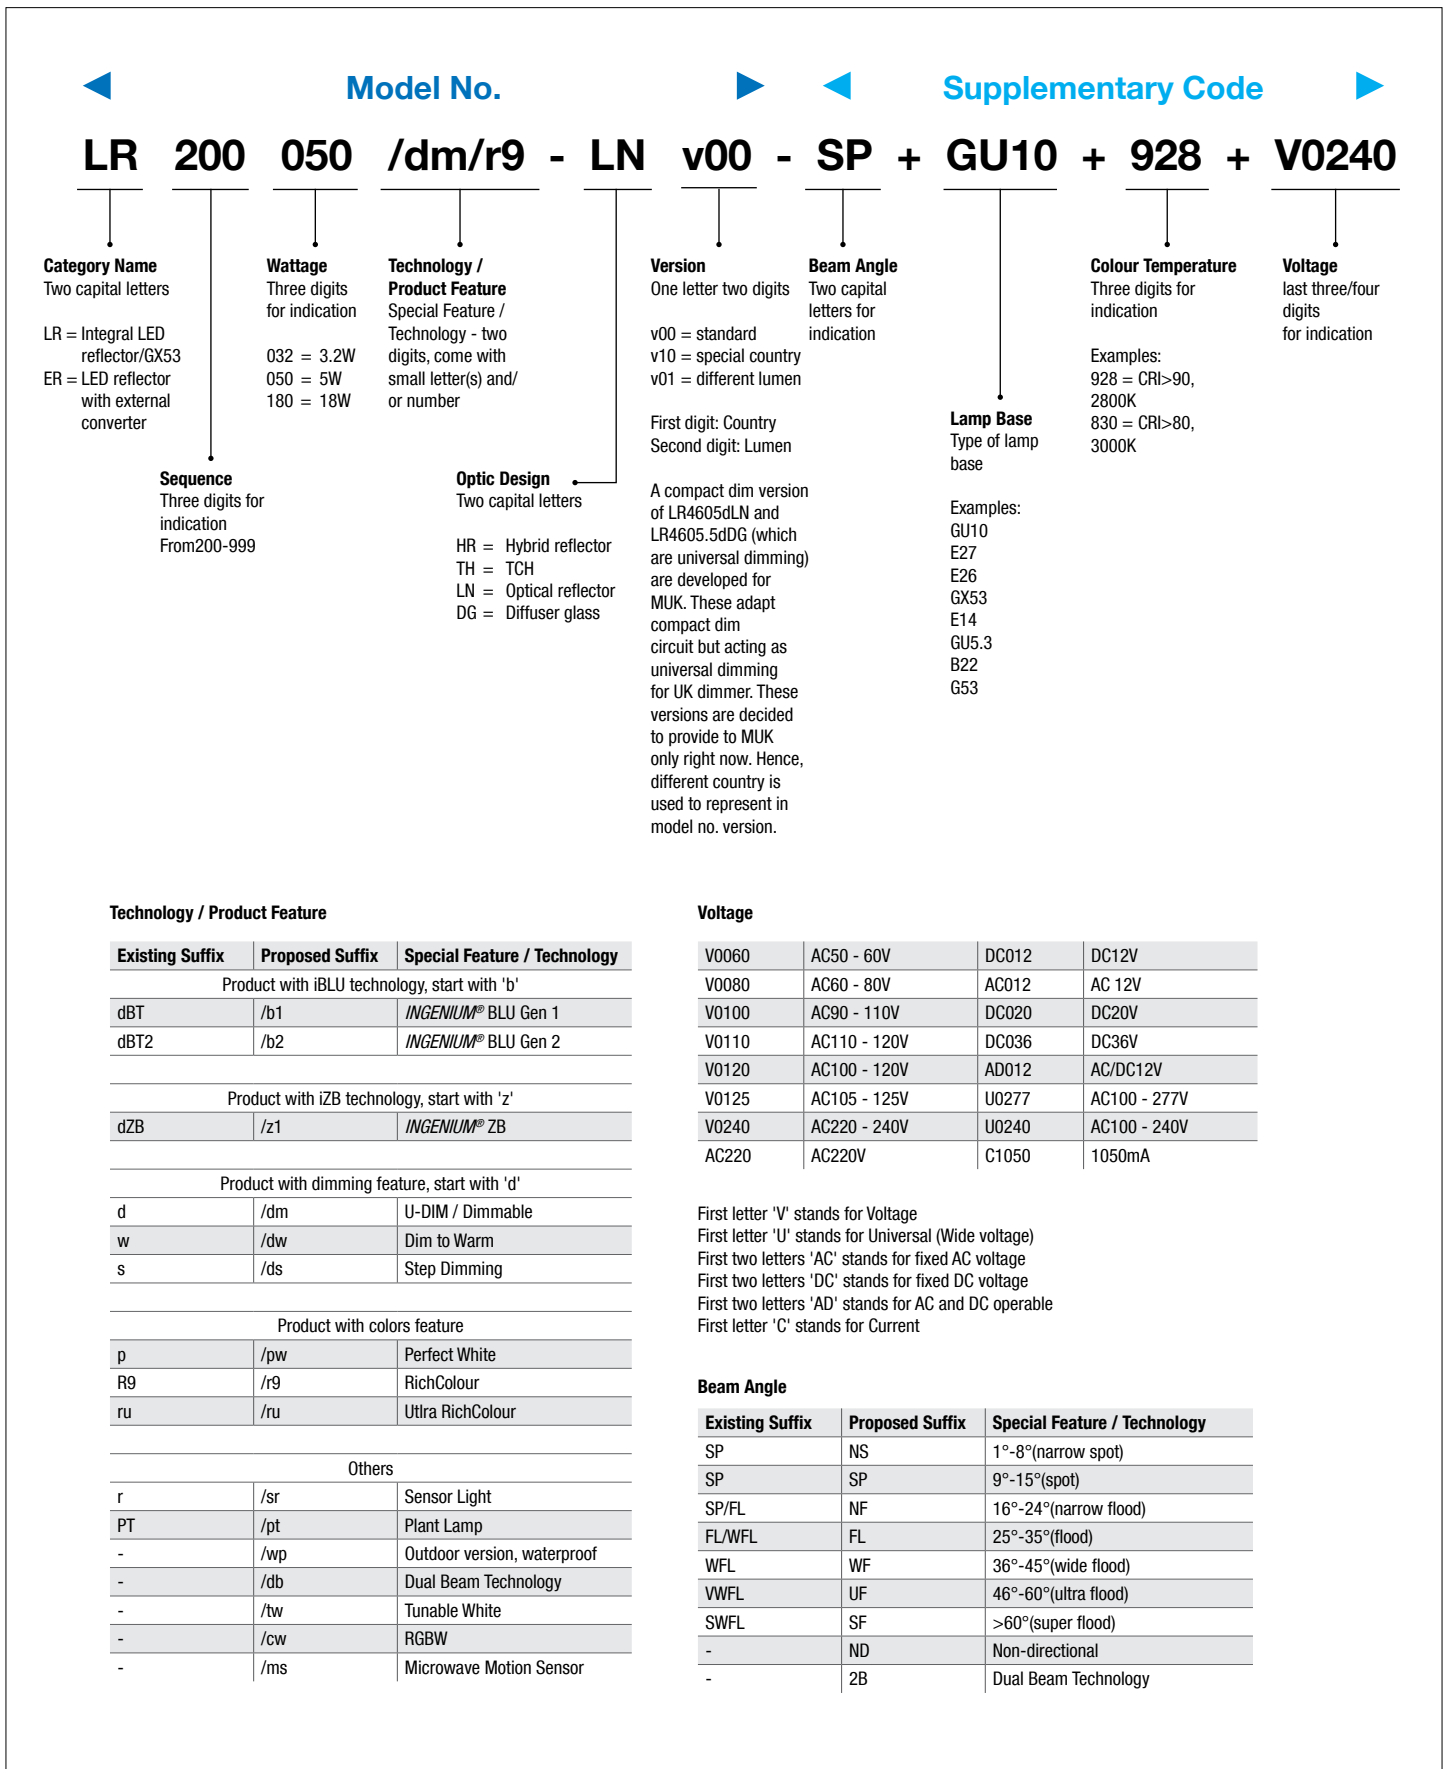 Model No.
Supplementary Code
LR 200 050 /dm/r9 - LN v00 - SP + GU10 + 928 + V0240
Category Name
Two capital letters
LR = Integral LED
reflector/GX53
ER = LED reflector
with external
converter
Sequence
Three digits for
indication
From200-999
Wattage
Three digits
for indication
032 = 3.2W
050 = 5W
180 = 18W
Technology /
Product Feature
Special Feature /
Technology - two
digits, come with
small letter(s) and/
or number
Optic Design
Two capital letters
HR = Hybrid reflector
TH = TCH
LN = Optical reflector
DG = Diffuser glass
Version
One letter two digits
v00 = standard
v10 = special country
v01 = different lumen
First digit: Country
Second digit: Lumen
A compact dim version
of LR4605dLN and
LR4605.5dDG (which
are universal dimming)
are developed for
MUK. These adapt
compact dim
circuit but acting as
universal dimming
for UK dimmer. These
versions are decided
to provide to MUK
only right now. Hence,
different country is
used to represent in
model no. version.
Beam Angle
Two capital
letters for
indication
Lamp Base
Type of lamp
base
Examples:
GU10
E27
E26
GX53
E14
GU5.3
B22
G53
Colour Temperature
Three digits for
indication
Examples:
928 = CRI>90,
2800K
830 = CRI>80,
3000K
Voltage
last three/four
digits
for indication
Technology / Product Feature
Existing Suffix Proposed Suffix Special Feature / Technology
Product with iBLU technology, start with 'b'
dBT /b1 INGENIUM® BLU Gen 1
dBT2 /b2 INGENIUM® BLU Gen 2
Product with iZB technology, start with 'z'
dZB /z1 INGENIUM® ZB
Product with dimming feature, start with 'd'
d /dm U-DIM / Dimmable
w /dw Dim to Warm
s /ds Step Dimming
Product with colors feature
p /pw Perfect White
R9 /r9 RichColour
ru /ru Utlra RichColour
Others
r /sr Sensor Light
PT /pt Plant Lamp
- /wp Outdoor version, waterproof
- /db Dual Beam Technology
- /tw Tunable White
- /cw RGBW
- /ms Microwave Motion Sensor
Voltage
V0060 AC50 - 60V DC012 DC12V
V0080 AC60 - 80V AC012 AC 12V
V0100 AC90 - 110V DC020 DC20V
V0110 AC110 - 120V DC036 DC36V
V0120 AC100 - 120V AD012 AC/DC12V
V0125 AC105 - 125V U0277 AC100 - 277V
V0240 AC220 - 240V U0240 AC100 - 240V
AC220 AC220V C1050 1050mA
First letter 'V' stands for Voltage
First letter 'U' stands for Universal (Wide voltage)
First two letters 'AC' stands for fixed AC voltage
First two letters 'DC' stands for fixed DC voltage
First two letters 'AD' stands for AC and DC operable
First letter 'C' stands for Current
Beam Angle
Existing Suffix Proposed Suffix Special Feature / Technology
SP NS 1°-8°(narrow spot)
SP SP 9°-15°(spot)
SP/FL NF 16°-24°(narrow flood)
FL/WFL FL 25°-35°(flood)
WFL WF 36°-45°(wide flood)
VWFL UF 46°-60°(ultra flood)
SWFL SF >60°(super flood)
- ND Non-directional
- 2B Dual Beam Technology